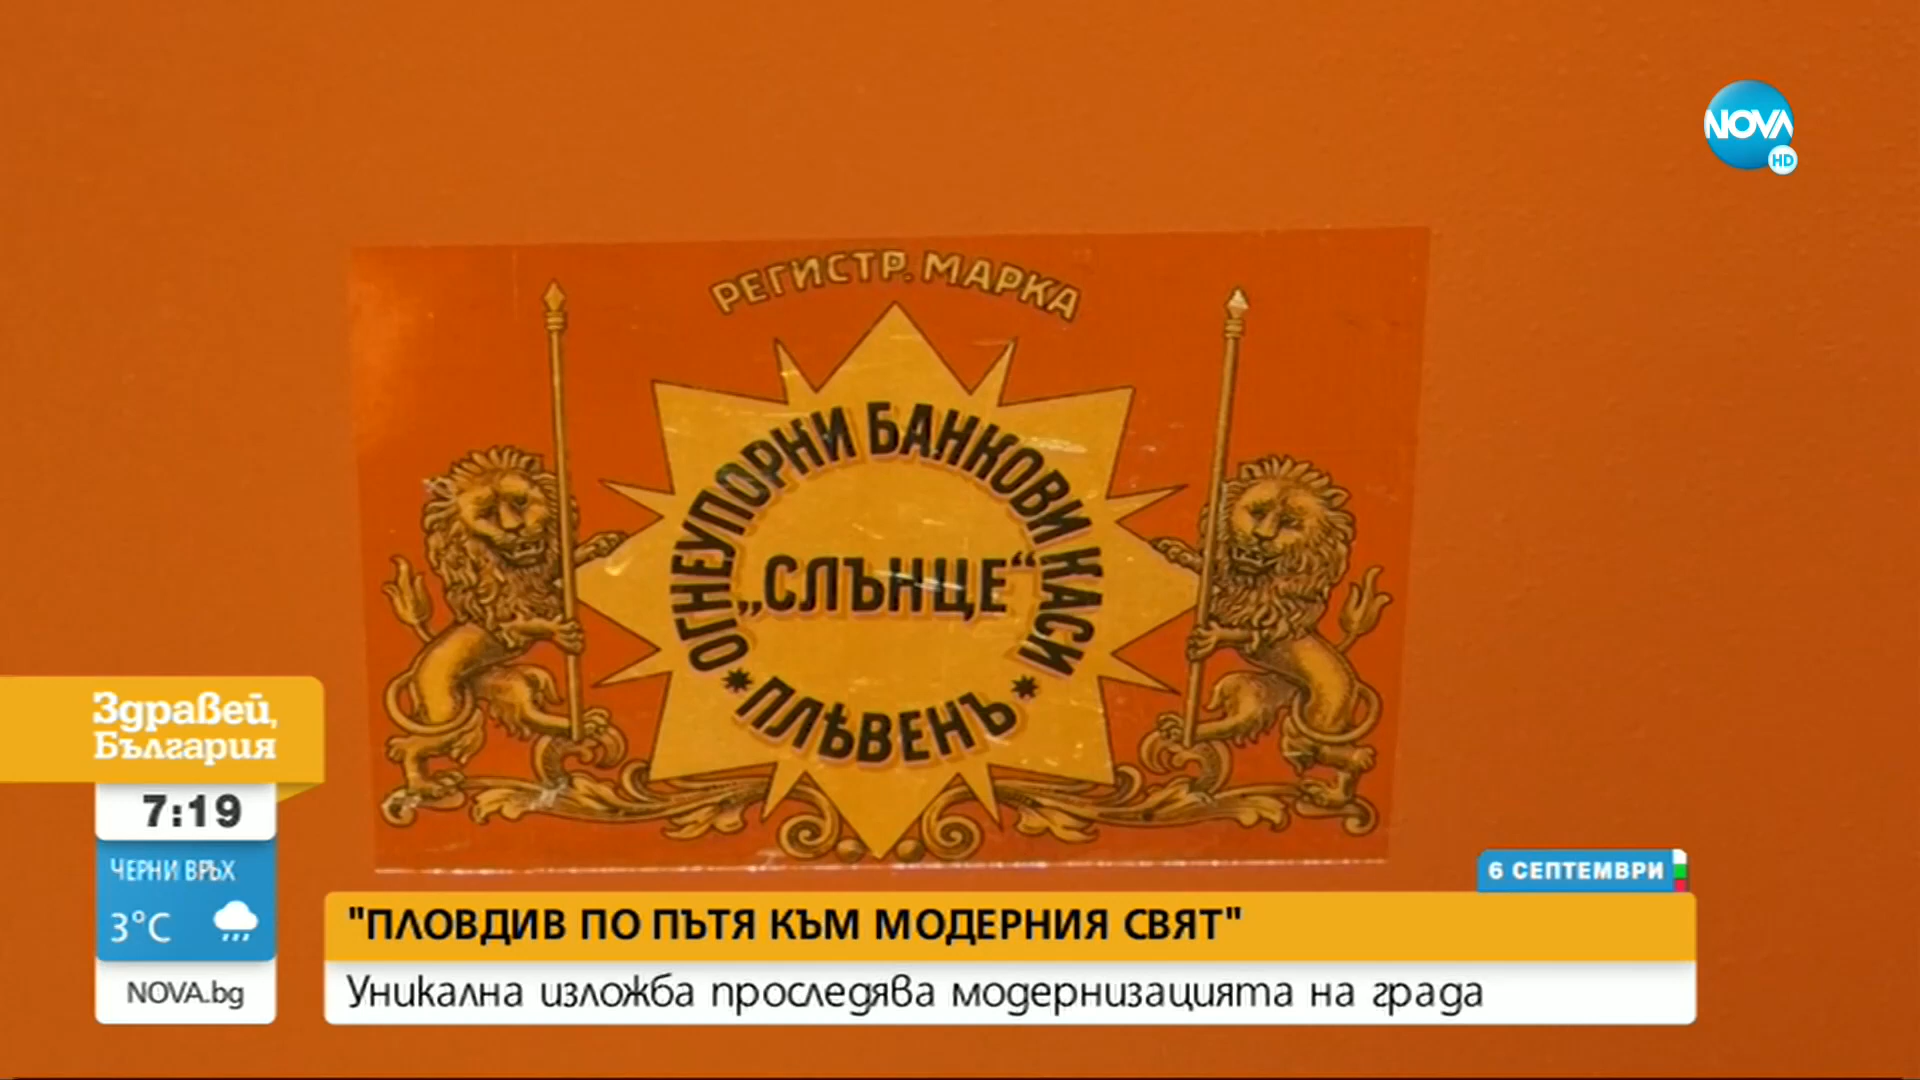 NOVA
HD
РЕГИСТР. МАРКА
ОГНЕУПОРНИ БАНКОВИ КАСИ
„СЛЪНЦЕ“
* ПЛѢВЕНЪ *
Здравей,
България
7:19
ЧЕРНИ ВРЪХ
3°C
NOVA.bg
6 СЕПТЕМВРИ
"ПЛОВДИВ ПО ПЪТЯ КЪМ МОДЕРНИЯ СВЯТ"
Уникална изложба проследява модернизацията на града